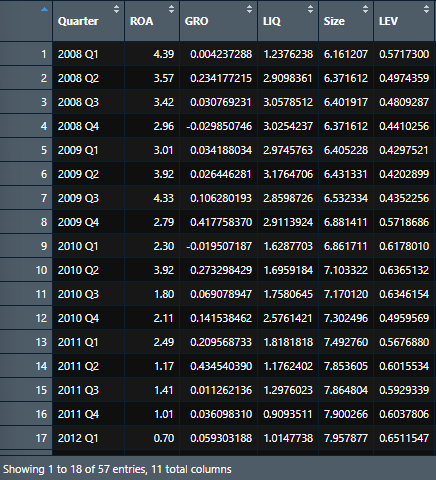 Quarter ROA GRO LIQ Size LEV
1 2008 Q1 4.39 0.004237288 1.2376238 6.161207 0.5717300
2 2008 Q2 3.57 0.234177215 2.9098361 6.371612 0.4974359
3 2008 Q3 3.42 0.030769231 3.0578512 6.401917 0.4809287
4 2008 Q4 2.96 -0.029850746 3.0254237 6.371612 0.4410256
5 2009 Q1 3.01 0.034188034 2.9745763 6.405228 0.4297521
6 2009 Q2 3.92 0.026446281 3.1764706 6.431331 0.4202899
7 2009 Q3 4.33 0.106280193 2.8598726 6.532334 0.4352256
8 2009 Q4 2.79 0.417758370 2.9113924 6.881411 0.5718686
9 2010 Q1 2.30 -0.019507187 1.6287703 6.861711 0.6178010
10 2010 Q2 3.92 0.273298429 1.6959184 7.103322 0.6365132
11 2010 Q3 1.80 0.069078947 1.7580645 7.170120 0.6346154
12 2010 Q4 2.11 0.141538462 2.5761421 7.302496 0.4959569
13 2011 Q1 2.49 0.209568733 1.8181818 7.492760 0.5676880
14 2011 Q2 1.17 0.434540390 1.1762402 7.853605 0.6015534
15 2011 Q3 1.41 0.011262136 1.2976023 7.864804 0.5929339
16 2011 Q4 1.01 0.036098310 0.9093511 7.900266 0.6037806
17 2012 Q1 0.70 0.059303188 1.0147738 7.957877 0.6511547
Showing 1 to 18 of 57 entries, 11 total columns